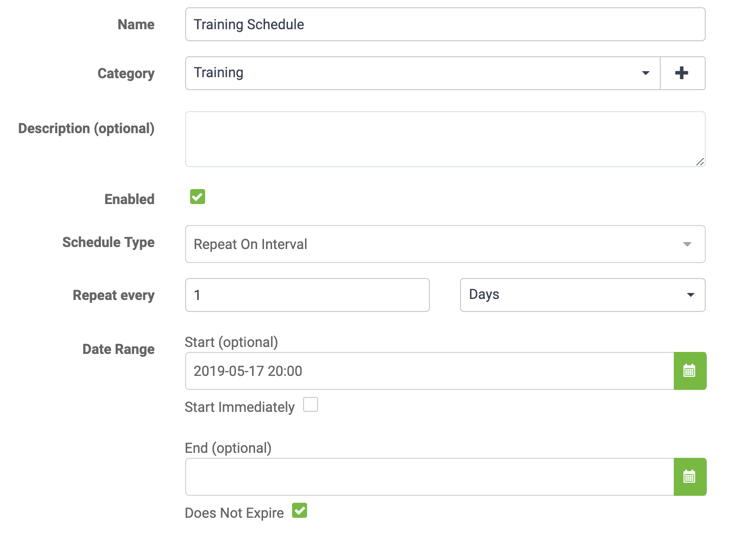 Name Training Schedule
Category Training
Description (optional)
Enabled
Schedule Type Repeat On Interval
Repeat every 1 Days
Date Range Start (optional)
2019-05-17 20:00
Start Immediately
End (optional)
Does Not Expire